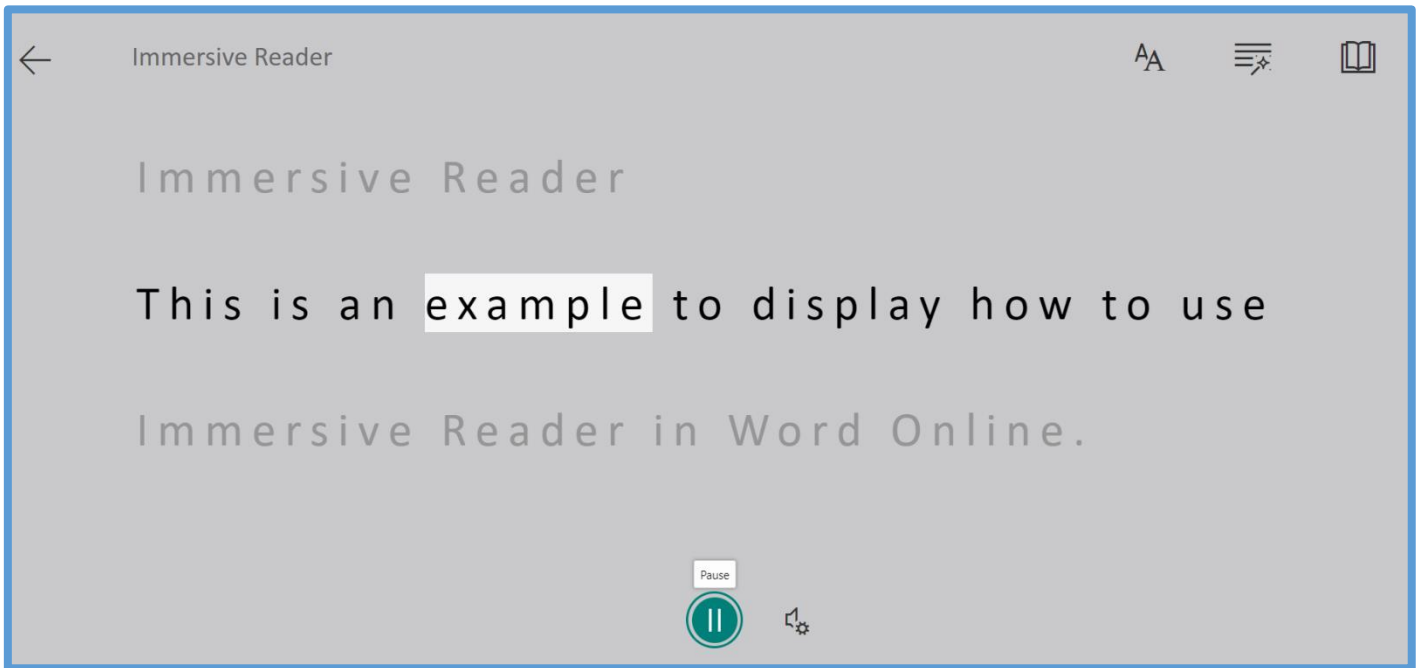 Immersive Reader
AA
Immersive Reader
This is an example to display how to use
Immersive Reader in Word Online.
Pause